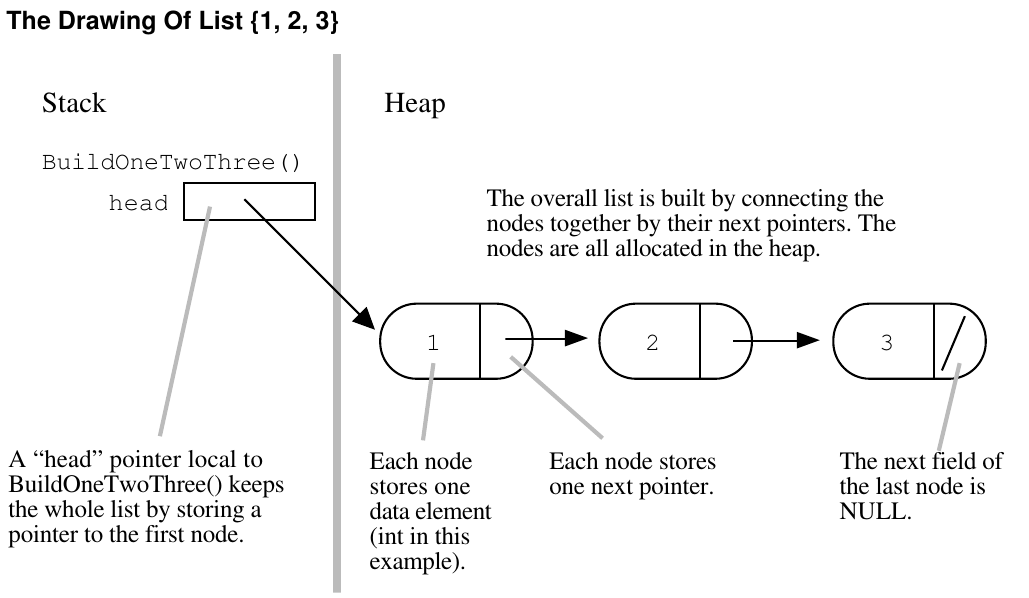 The Drawing Of List {1, 2, 3}
Stack
Heap
BuildOneTwoThree()
head
The overall list is built by connecting the
nodes together by their next pointers. The
nodes are all allocated in the heap.
1
2
3
A “head” pointer local to
BuildOneTwoThree() keeps
the whole list by storing a
pointer to the first node.
Each node
stores one
data element
(int in this
example).
Each node stores
one next pointer.
The next field of
the last node is
NULL.